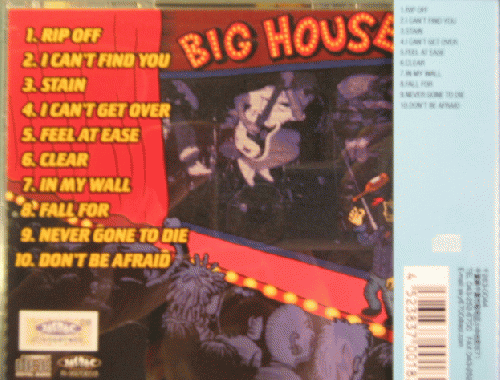 BIG HOUSE
1. RIP OFF
2. I CAN'T FIND YOU
3. STAIN
4. I CAN'T GET OVER
5. FEEL AT EASE
6. CLEAR
7. IN MY WALL
8. FALL FOR
9. NEVER GONE TO DIE
10. DON'T BE AFRAID
1.RIP OFF
2.I CAN'T FIND YOU
3.STAIN
4.I CAN'T GET OVER
5.FEEL AT EASE
6.CLEAR
7.IN MY WALL
8.FALL FOR
9.NEVER GONE TO DIE
10.DON'T BE AFRAID